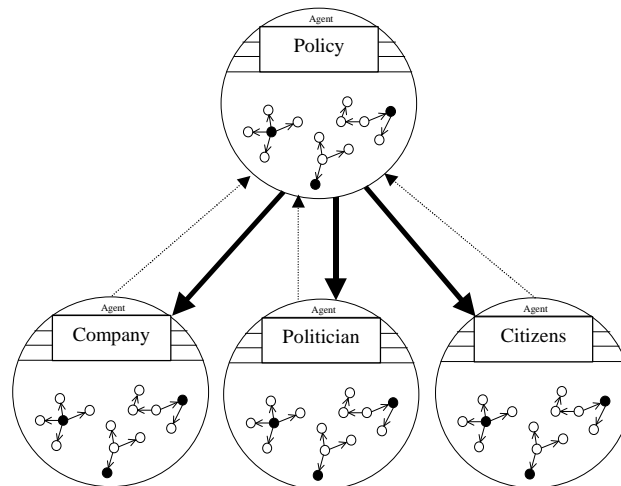 Agent
Policy
Agent
Company
Agent
Politician
Agent
Citizens